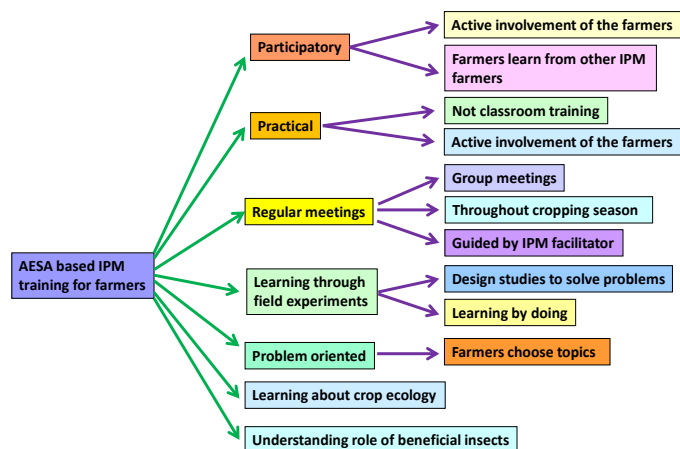 Active involvement of the farmers
Participatory
Farmers learn from other IPM
farmers
Not classroom training
Practical
Active involvement of the farmers
Group meetings
Regular meetings
Throughout cropping season
Guided by IPM facilitator
AESA based IPM
training for farmers
Learning through
field experiments
Design studies to solve problems
Learning by doing
Problem oriented
Farmers choose topics
Learning about crop ecology
Understanding role of beneficial insects